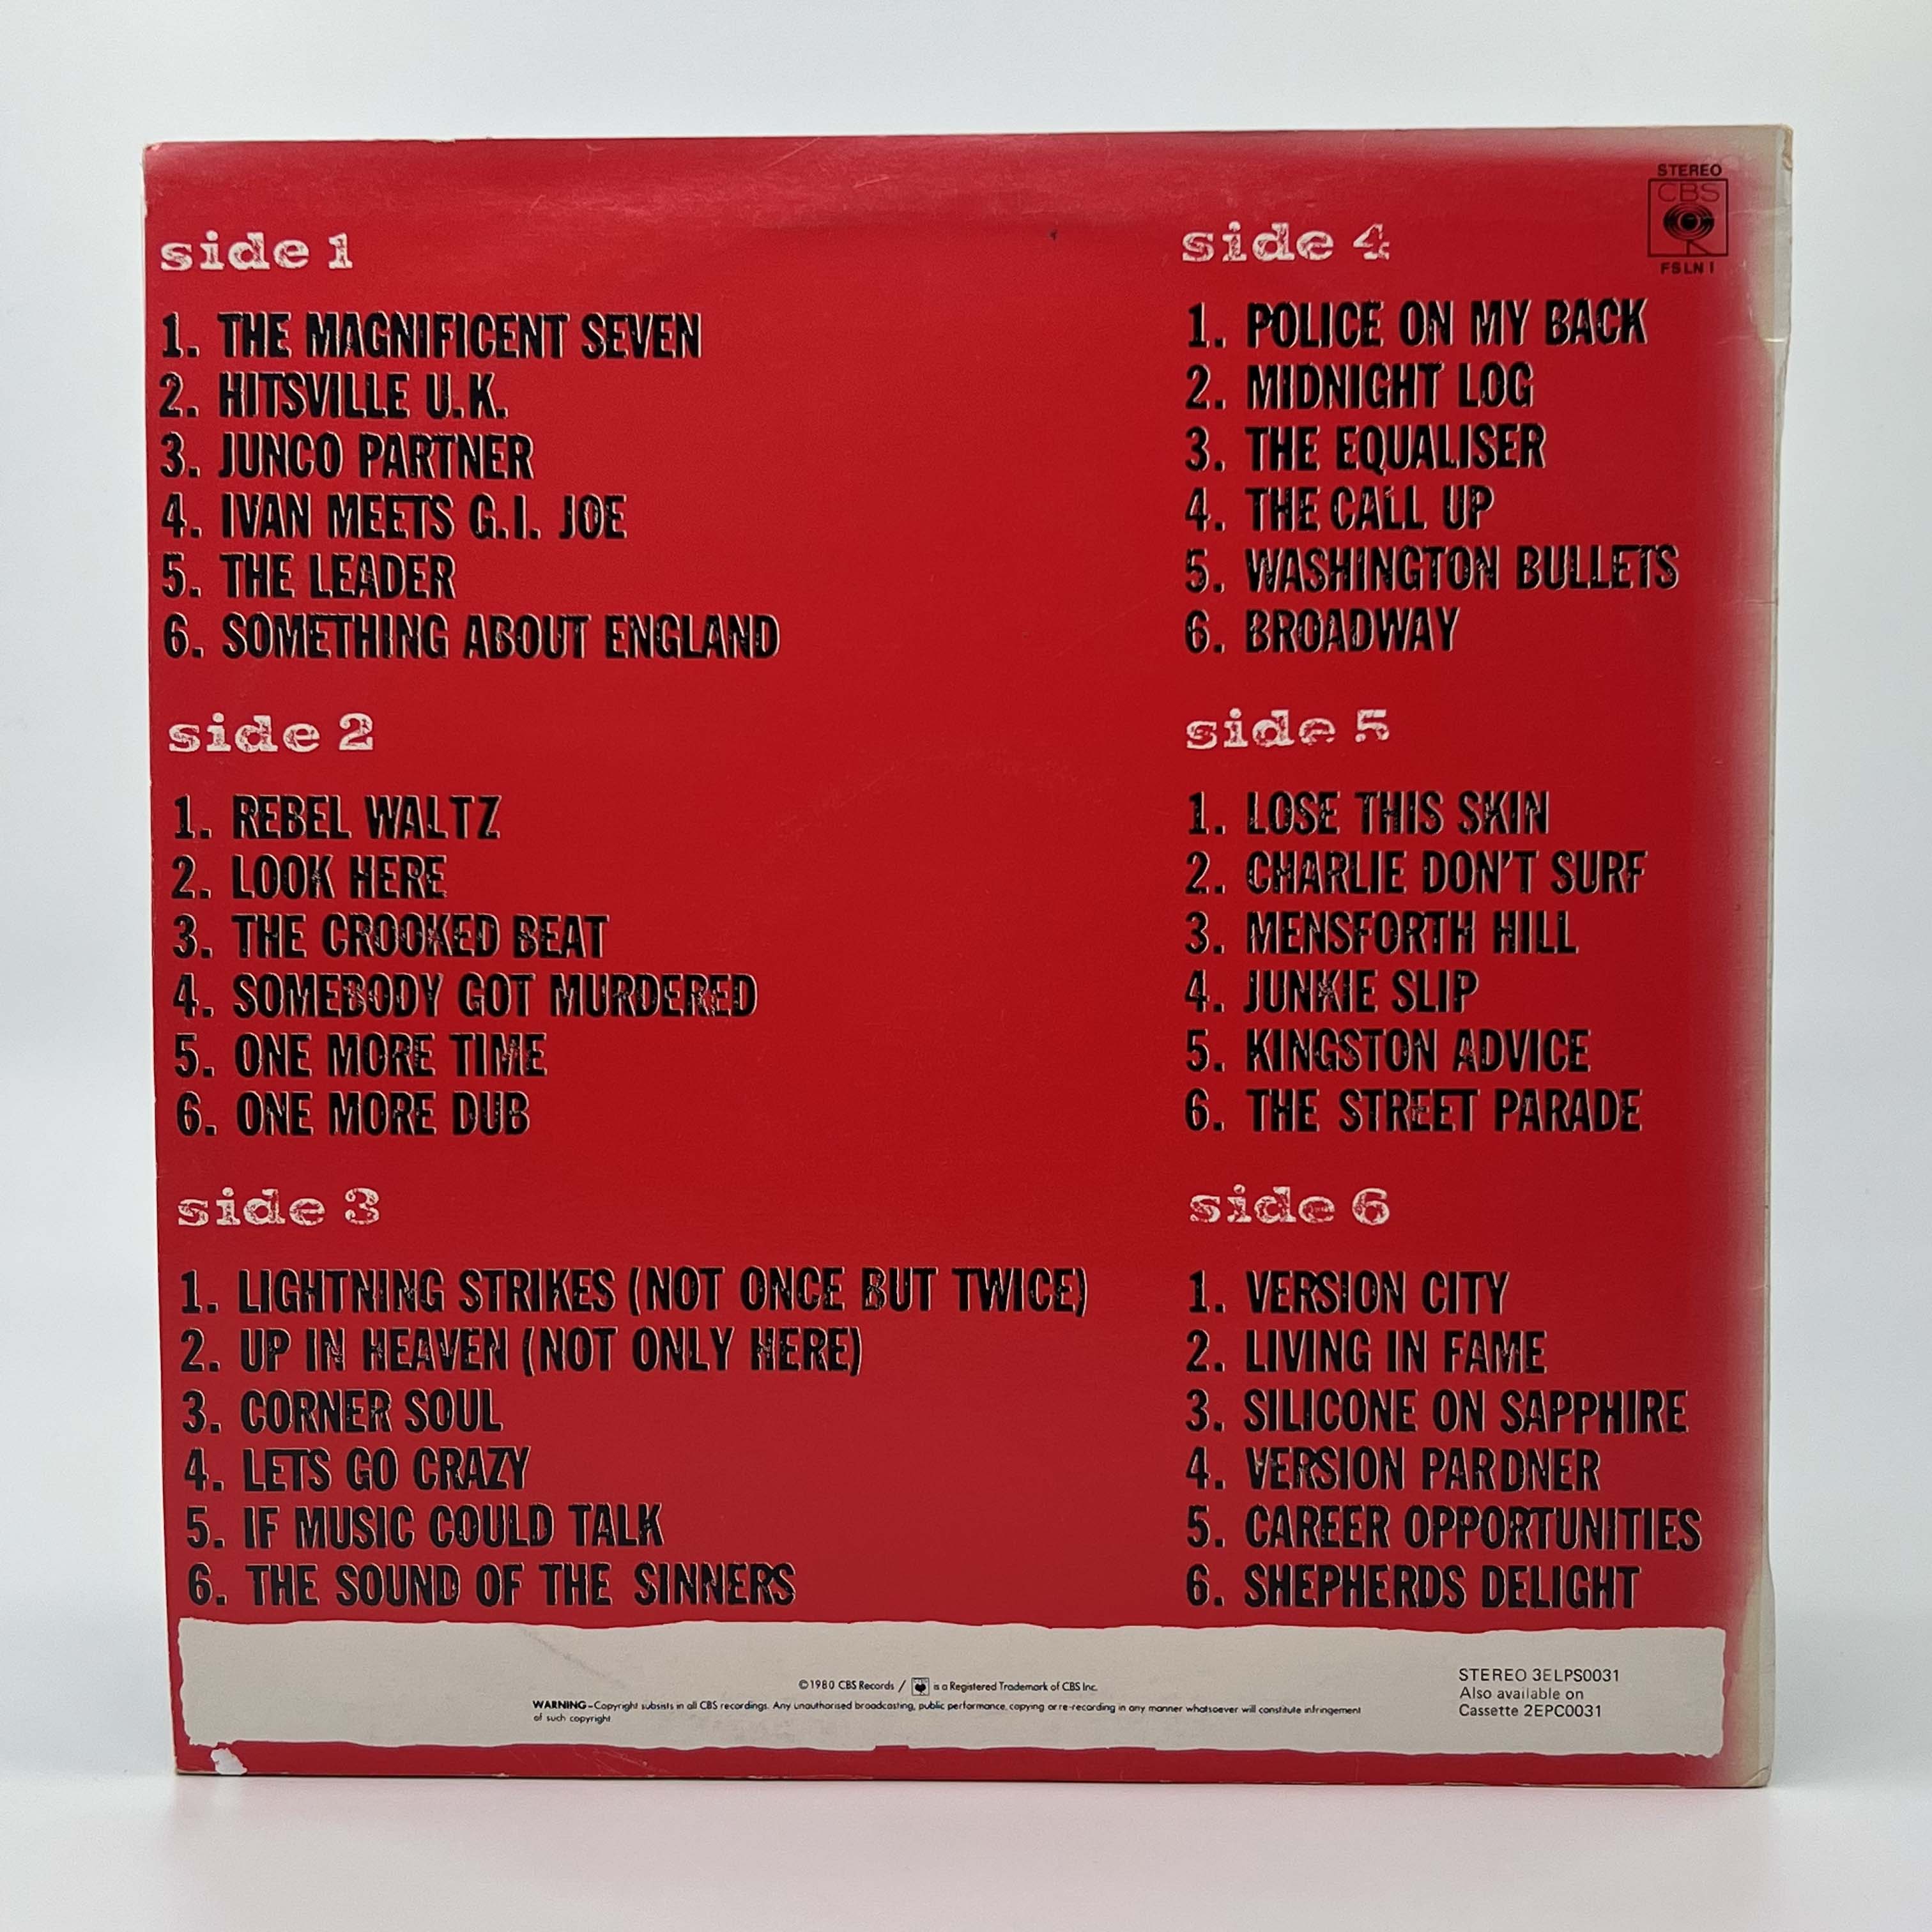 side 1
1. THE MAGNIFICENT SEVEN
2. HITSVILLE U.K.
3. JUNCO PARTNER
4. IVAN MEETS G.I. JOE
5. THE LEADER
6. SOMETHING ABOUT ENGLAND
side 2
1. REBEL WALTZ
2. LOOK HERE
3. THE CROOKED BEAT
4. SOMEBODY GOT MURDERED
5. ONE MORE TIME
6. ONE MORE DUB
side 3
1. LIGHTNING STRIKES (NOT ONCE BUT TWICE)
2. UP IN HEAVEN (NOT ONLY HERE)
3. CORNER SOUL
4. LETS GO CRAZY
5. IF MUSIC COULD TALK
6. THE SOUND OF THE SINNERS
STEREO
CBS
FSLN 1
side 4
1. POLICE ON MY BACK
2. MIDNIGHT LOG
3. THE EQUALISER
4. THE CALL UP
5. WASHINGTON BULLETS
6. BROADWAY
side 5
1. LOSE THIS SKIN
2. CHARLIE DON'T SURF
3. MENSFORTH HILL
4. JUNKIE SLIP
5. KINGSTON ADVICE
6. THE STREET PARADE
side 6
1. VERSION CITY
2. LIVING IN FAME
3. SILICONE ON SAPPHIRE
4. VERSION PARDNER
5. CAREER OPPORTUNITIES
6. SHEPHERDS DELIGHT
©1980 CBS Records / is a Registered Trademark of CBS Inc.
WARNING–Copyright subsists in all CBS recordings. Any unauthorised broadcasting, public performance, copying or re-recording in any manner whatsoever will constitute infringement
of such copyright
STEREO 3ELPS0031
Also available on
Cassette 2EPC0031